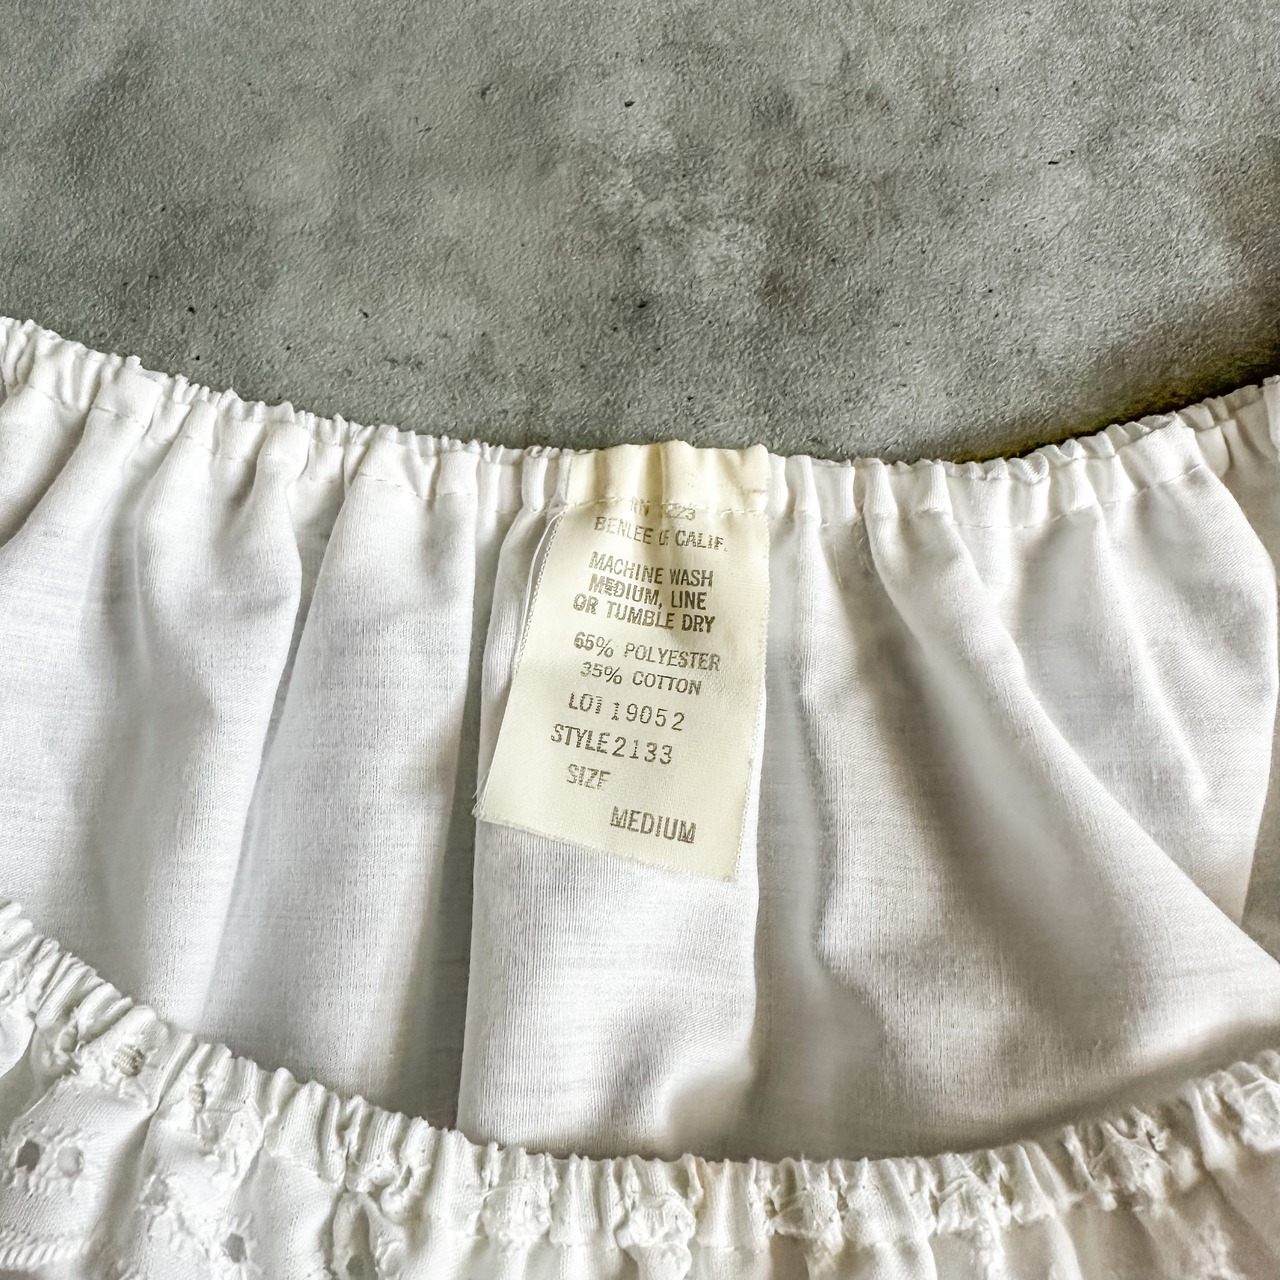 RN
BENLEE OF CALIF.
MACHINE WASH
MEDIUM, LINE
OR TUMBLE DRY
65% POLYESTER
35% COTTON
LOT 19052
STYLE 2133
SIZE
MEDIUM